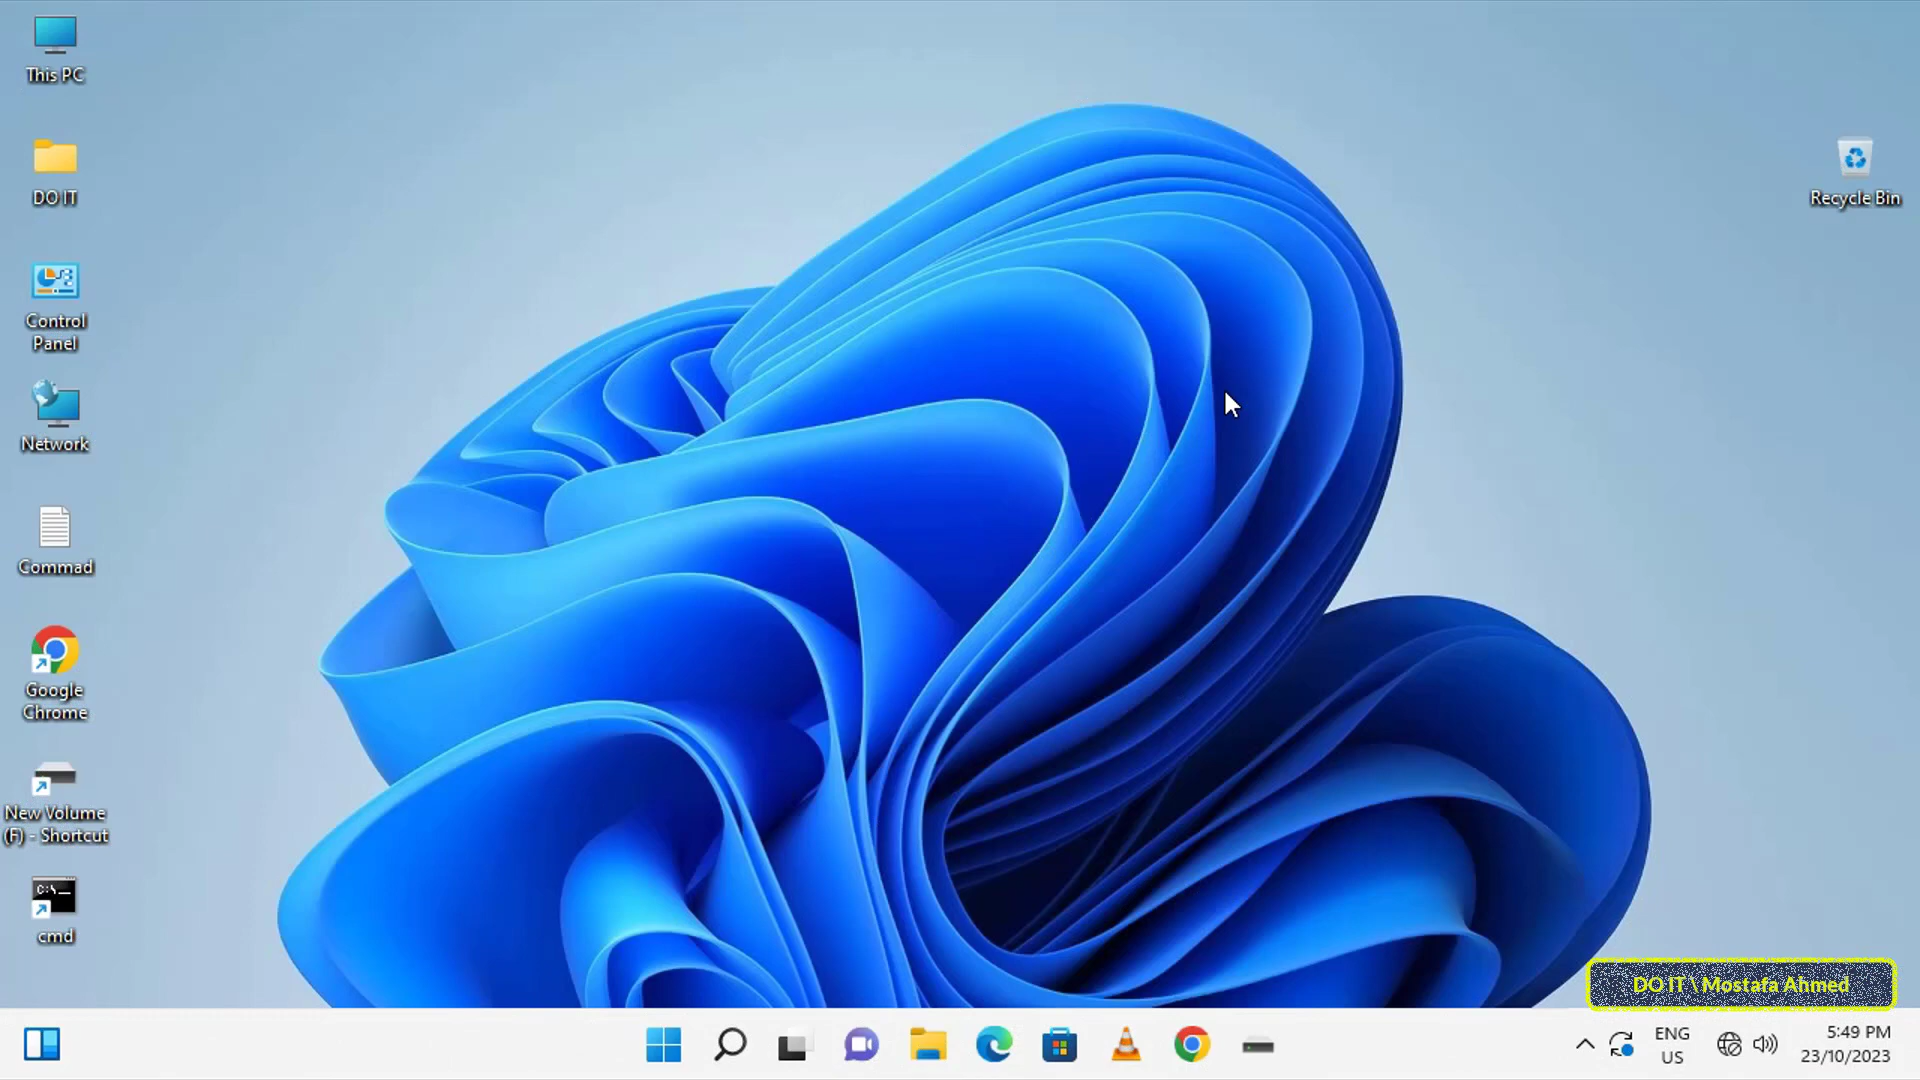 This PC
DO IT
Control
Panel
Network
Commad
Google
Chrome
New Volume
(F) - Shortcut
C:\_
cmd
Recycle Bin
DO IT \ Mostafa Ahmed
ENG
US
5:49 PM
23/10/2023